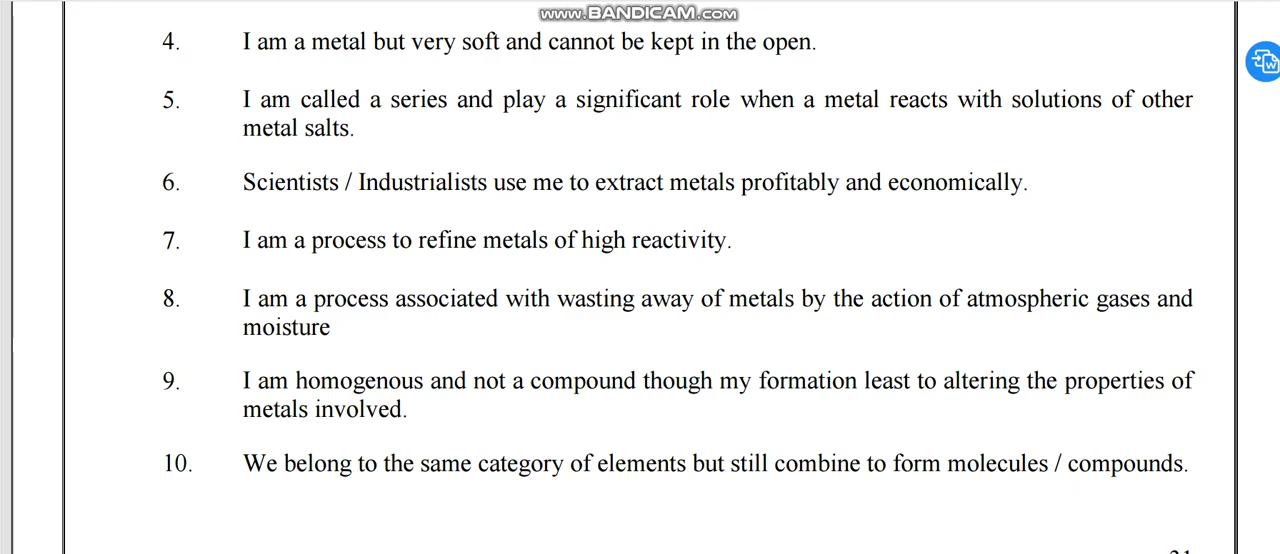 www.BANDICAM.com
4. I am a metal but very soft and cannot be kept in the open.
5. I am called a series and play a significant role when a metal reacts with solutions of other
metal salts.
6. Scientists / Industrialists use me to extract metals profitably and economically.
7. I am a process to refine metals of high reactivity.
8. I am a process associated with wasting away of metals by the action of atmospheric gases and
moisture
9. I am homogenous and not a compound though my formation least to altering the properties of
metals involved.
10. We belong to the same category of elements but still combine to form molecules / compounds.